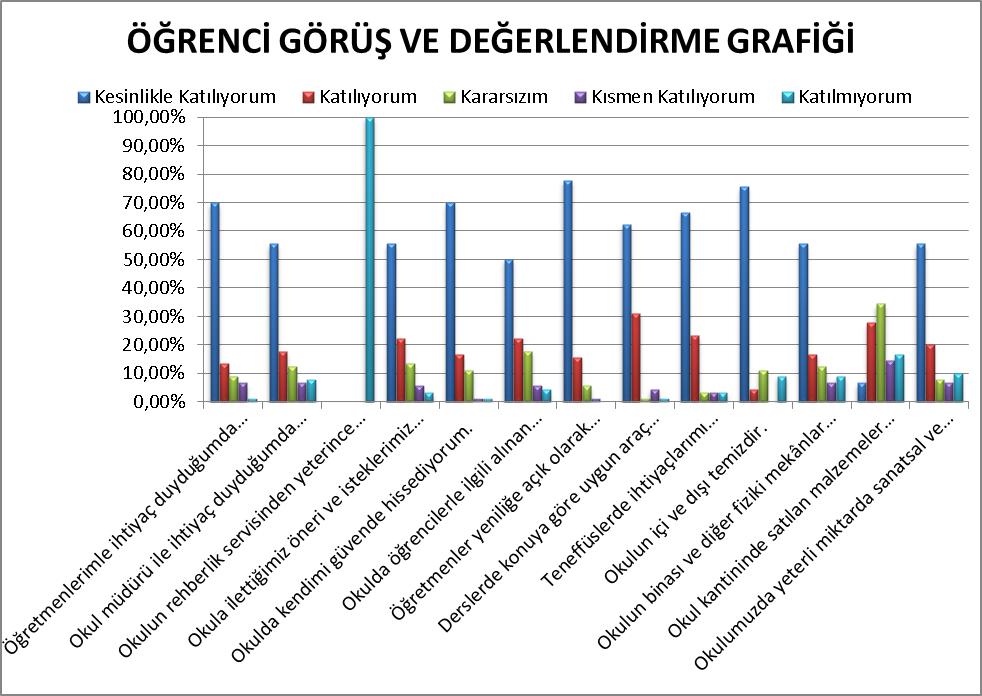 ÖĞRENCİ GÖRÜŞ VE DEĞERLENDİRME GRAFİĞİ
Kesinlikle Katılıyorum Katılıyorum Kararsızım Kısmen Katılıyorum Katılmıyorum
100,00%
90,00%
80,00%
70,00%
60,00%
50,00%
40,00%
30,00%
20,00%
10,00%
0,00%
Öğretmenlerimle ihtiyaç duyduğumda...
Okul müdürü ile ihtiyaç duyduğumda...
Okulun rehberlik servisinden yeterince...
Okula ilettiğimiz öneri ve isteklerimiz...
Okulda kendimi güvende hissediyorum.
Okulda öğrencilerle ilgili alınan...
Öğretmenler yeniliğe açık olarak...
Derslerde konuya göre uygun araç...
Teneffüslerde ihtiyaçlarımı...
Okulun içi ve dışı temizdir.
Okulun binası ve diğer fiziki mekânlar...
Okul kantininde satılan malzemeler...
Okulumuzda yeterli miktarda sanatsal ve...